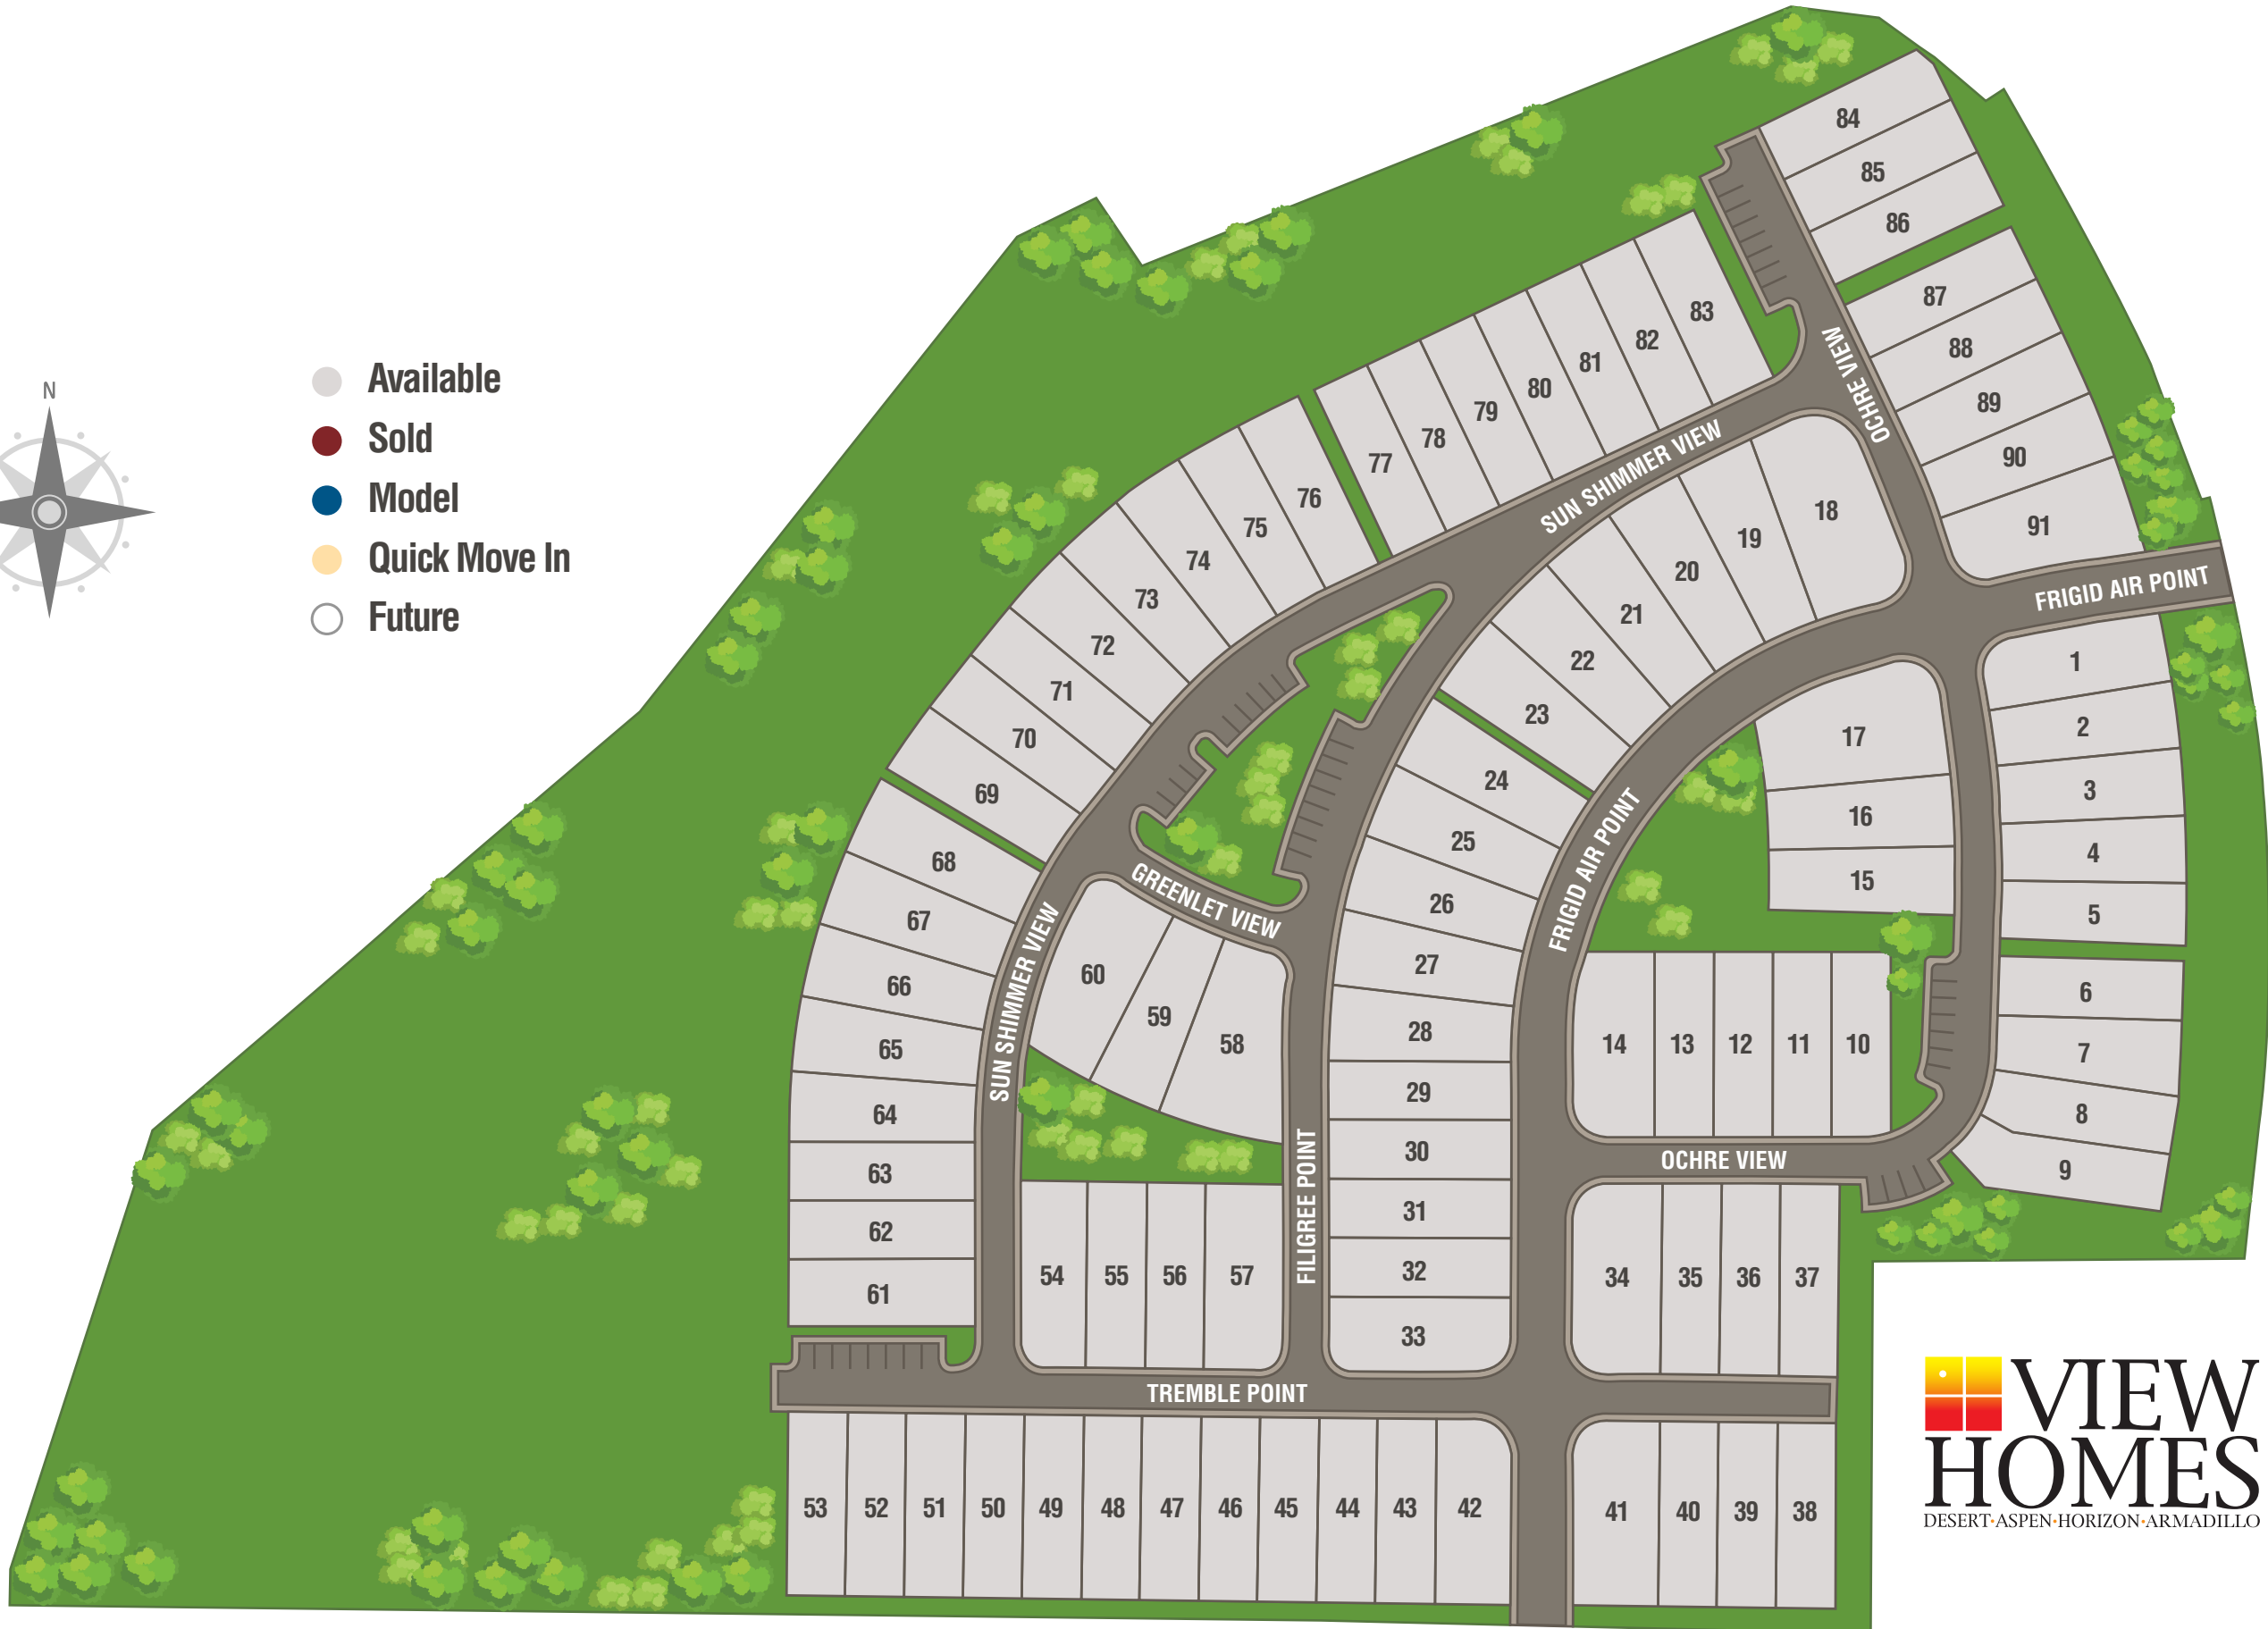 N
Available
Sold
Model
Quick Move In
Future
84
85
86
87
88
89
90
91
83
82
81
80
79
78
77
76
75
74
73
72
71
70
69
68
67
66
65
64
63
62
61
OCHRE VIEW
SUN SHIMMER VIEW
FRIGID AIR POINT
18
19
20
21
22
23
24
25
26
27
28
29
30
31
32
33
1
2
3
4
5
6
7
8
9
17
16
15
14 13 12 11 10
FRIGID AIR POINT
GREENLET VIEW
SUN SHIMMER VIEW
60
59
58
OCHRE VIEW
FILIGREE POINT
54 55 56 57
34 35 36 37
TREMBLE POINT
53 52 51 50 49 48 47 46 45 44 43 42
41 40 39 38
VIEW
HOMES
DESERT·ASPEN·HORIZON·ARMADILLO